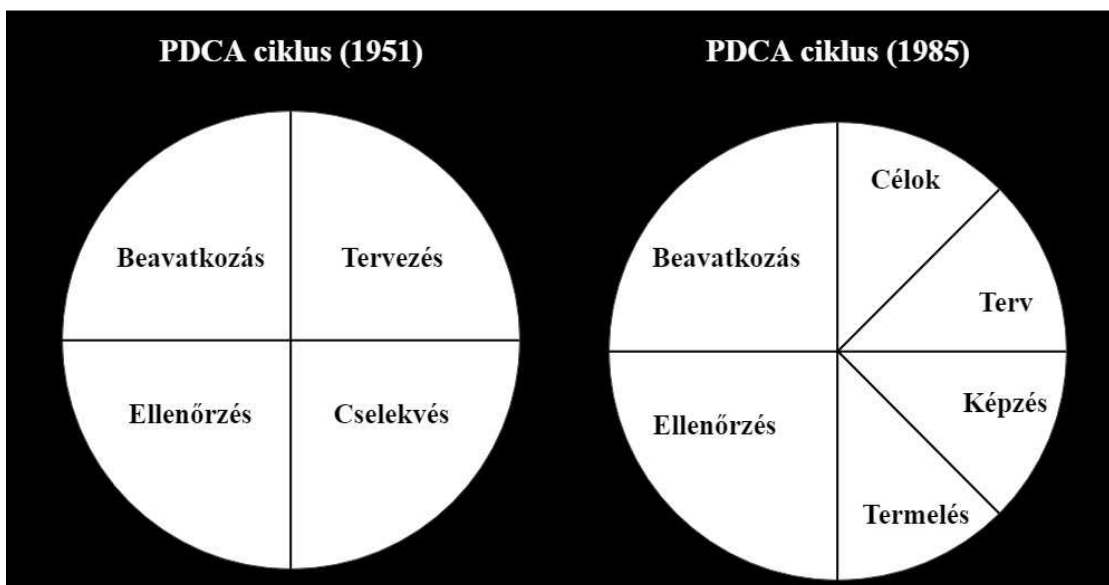 PDCA ciklus (1951)
Beavatkozás
Tervezés
Ellenőrzés
Cselekvés
PDCA ciklus (1985)
Célok
Beavatkozás
Terv
Képzés
Ellenőrzés
Termelés